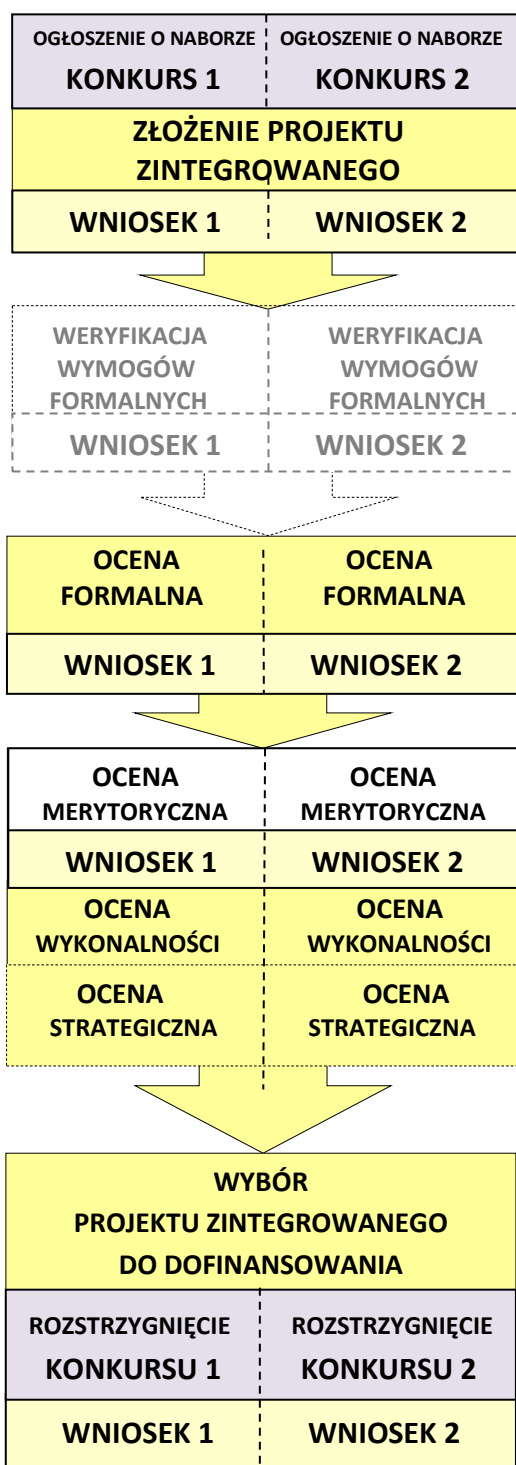 OGŁOSZENIE O NABORZE OGŁOSZENIE O NABORZE
KONKURS 1 KONKURS 2
ZŁOŻENIE PROJEKTU
ZINTEGROWANEGO
WNIOSEK 1 WNIOSEK 2
WERYFIKACJA WERYFIKACJA
WYMOGÓW WYMOGÓW
FORMALNYCH FORMALNYCH
WNIOSEK 1 WNIOSEK 2
OCENA OCENA
FORMALNA FORMALNA
WNIOSEK 1 WNIOSEK 2
OCENA OCENA
MERYTORYCZNA MERYTORYCZNA
WNIOSEK 1 WNIOSEK 2
OCENA OCENA
WYKONALNOŚCI WYKONALNOŚCI
OCENA OCENA
STRATEGICZNA STRATEGICZNA
WYBÓR
PROJEKTU ZINTEGROWANEGO
DO DOFINANSOWANIA
ROZSTRZYGNIĘCIE ROZSTRZYGNIĘCIE
KONKURSU 1 KONKURSU 2
WNIOSEK 1 WNIOSEK 2